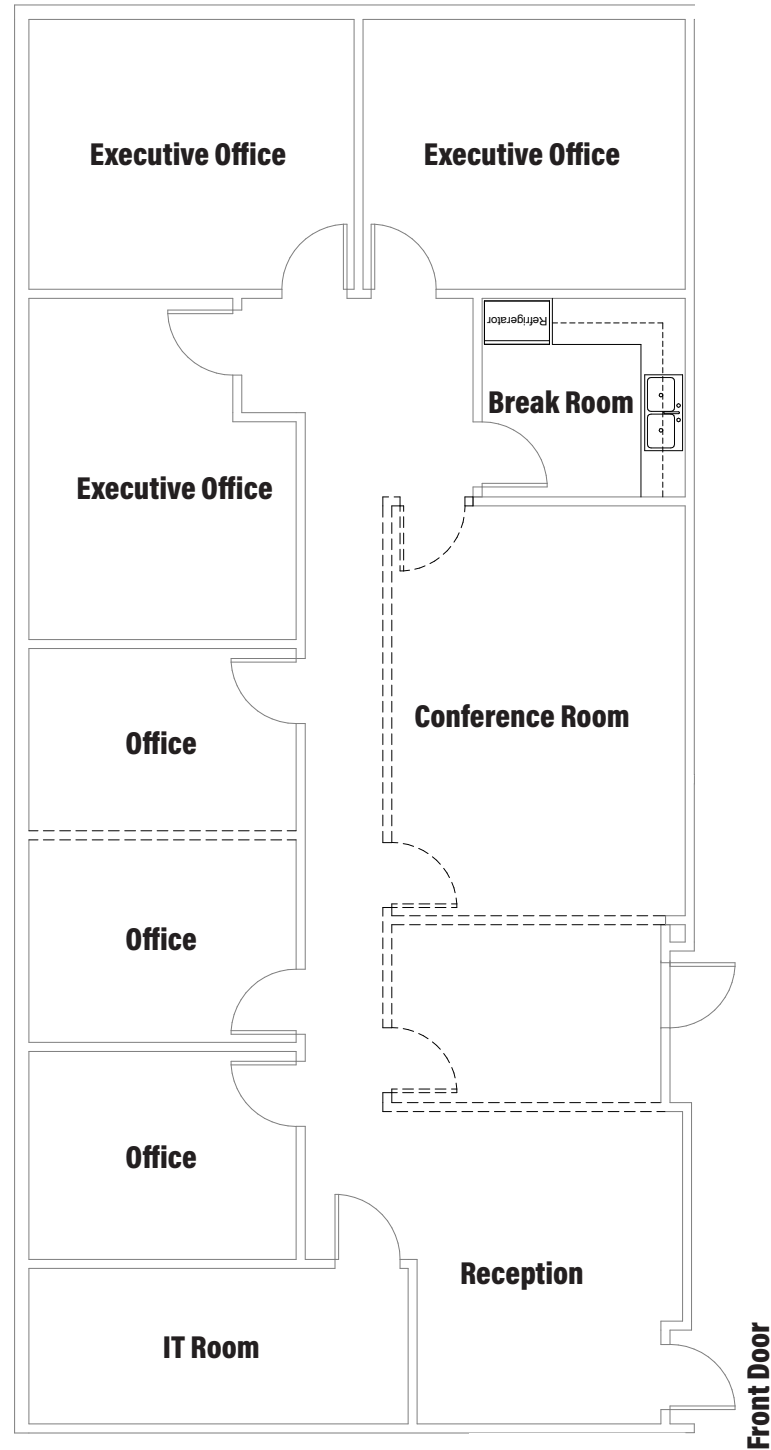 Executive Office
Executive Office
Refrigerator
Break Room
Executive Office
Conference Room
Office
Office
Office
Reception
IT Room
Front Door